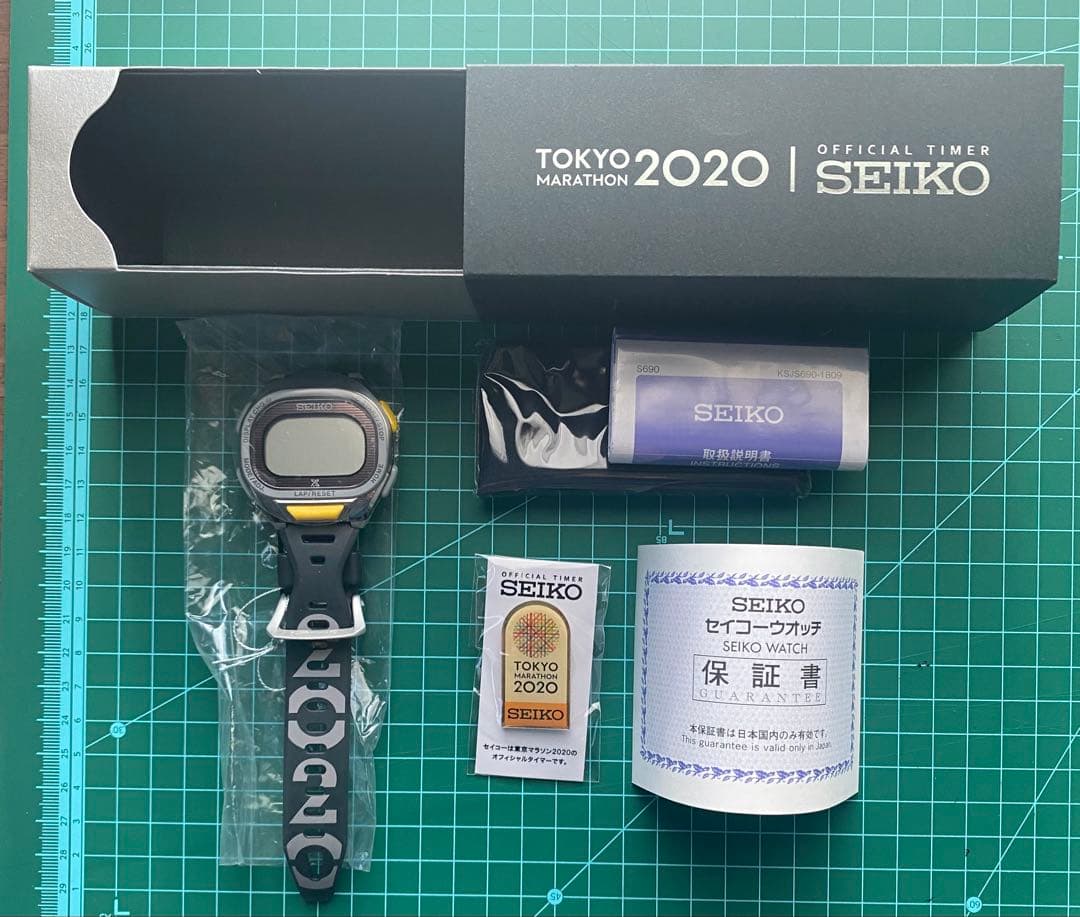 TOKYO
MARATHON
2020
OFFICIAL TIMER
SEIKO
SEIKO
LAP/RESET
2020
S690
KS/S690-1809
SEIKO
取扱説明書
INSTRUCTIONS
OFFICIAL TIMER
SEIKO
TOKYO
MARATHON
2020
SEIKO
セイコーは東京マラソン2020の
オフィシャルタイマーです。
SEIKO
セイコーウオッチ
SEIKO WATCH
保証書
GUARANTEE
本保証書は日本国内のみ有効です。
This guarantee is valid only in Japan.